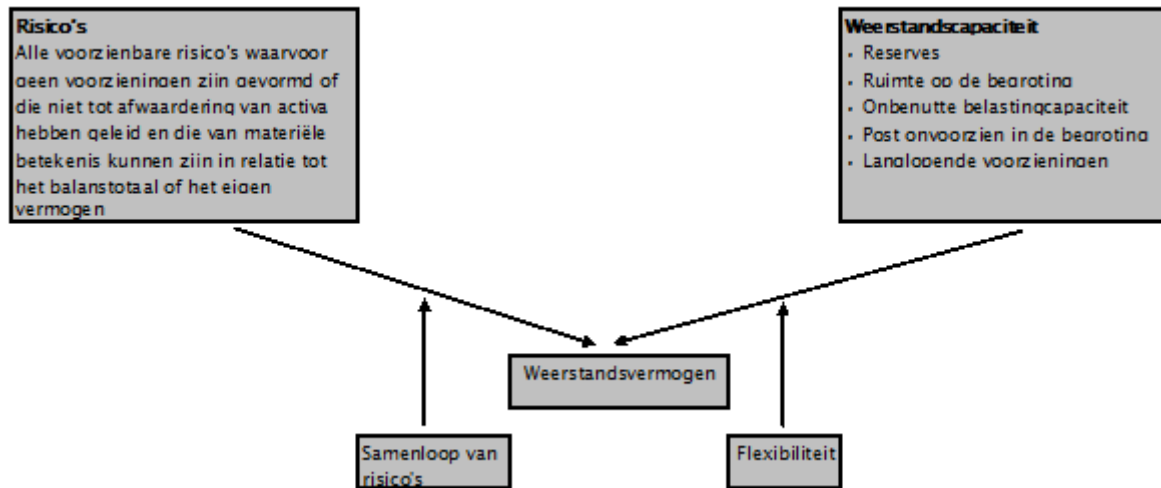 Risico's
Alle voorzienbare risico's waarvoor
geen voorzieningen zijn gevormd of
die niet tot afwaardering van activa
hebben geleid en die van materiële
betekenis kunnen zijn in relatie tot
het balanstotaal of het eigen
vermogen
Weerstandscapaciteit
• Reserves
• Ruimte op de begroting
• Onbenutte belastingcapaciteit
• Post onvoorzien in de begroting
• Langlopende voorzieningen
Weerstandsvermogen
Samenloop van
risico's
Flexibiliteit